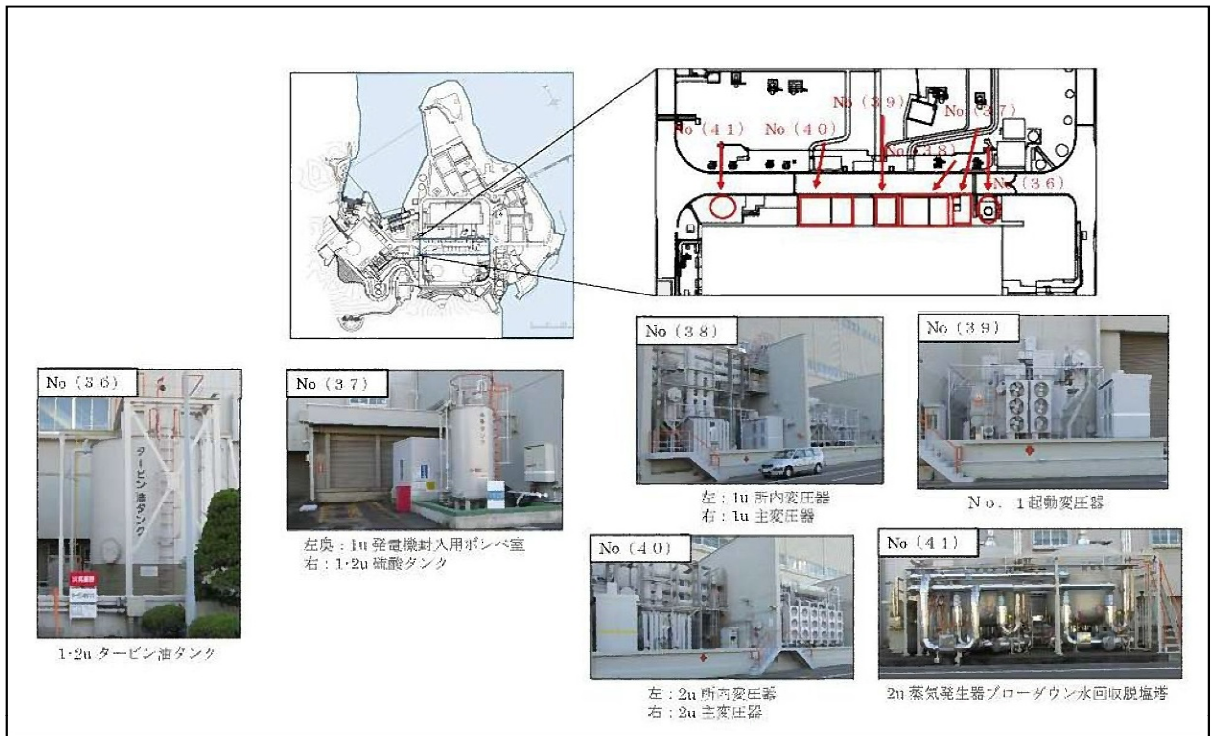 No（39）
No（37）
No（41）
No（40）
No（38）
No（36）
No（38）
No（39）
No（36）
No（37）
タービン油タンク
左：1u 所内変圧器
右：1u 主変圧器
No．1起動変圧器
左奥：1u 発電機封入用ボンベ室
右：1・2u 硫酸タンク
No（40）
No（41）
1・2u タービン油タンク
左：2u 所内変圧器
右：2u 主変圧器
2u 蒸気発生器ブローダウン水回収脱塩塔